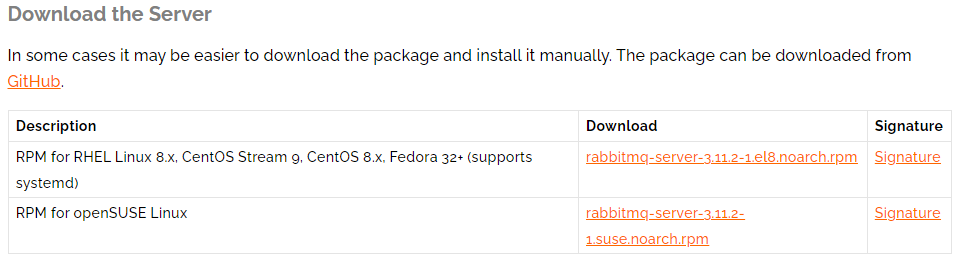 Download the Server
In some cases it may be easier to download the package and install it manually. The package can be downloaded from
GitHub.
Description Download Signature
RPM for RHEL Linux 8.x, CentOS Stream 9, CentOS 8.x, Fedora 32+ (supports rabbitmq-server-3.11.2-1.el8.noarch.rpm Signature
systemd)
RPM for openSUSE Linux rabbitmq-server-3.11.2- Signature
1.suse.noarch.rpm